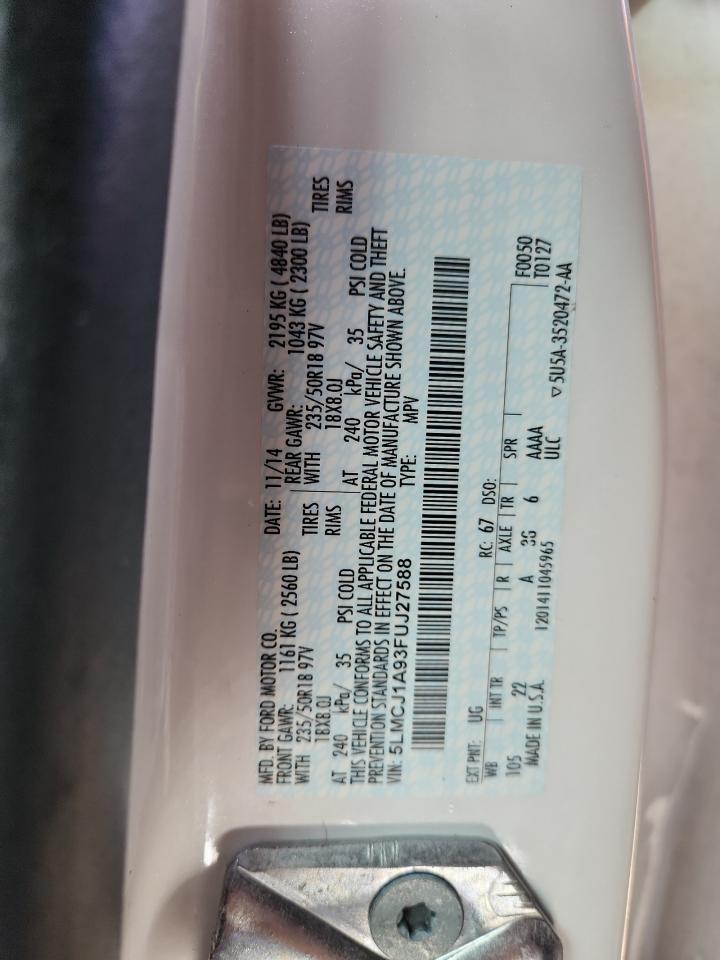 MFD. BY FORD MOTOR CO. DATE: 11/14 GVWR: 2195 KG ( 4840 LB)
FRONT GAWR: 1161 KG ( 2560 LB) REAR GAWR: 1043 KG ( 2300 LB)
WITH 235/50R18 97V TIRES WITH 235/50R18 97V TIRES
18X8.0J RIMS 18X8.0J RIMS
AT 240 kPa/ 35 PSI COLD AT 240 kPa/ 35 PSI COLD
THIS VEHICLE CONFORMS TO ALL APPLICABLE FEDERAL MOTOR VEHICLE SAFETY AND THEFT
PREVENTION STANDARDS IN EFFECT ON THE DATE OF MANUFACTURE SHOWN ABOVE.
VIN: 5LMCJ1A93FUJ27588 TYPE: MPV
EXT PNT: UG RC: 67 DSO:
WB INT TR TP/PS R AXLE TR SPR F0050
105 22 A 3G 6 AAAA T0127
ULC
MADE IN U.S.A. 1201411045965 ▽5U5A-3520472-AA